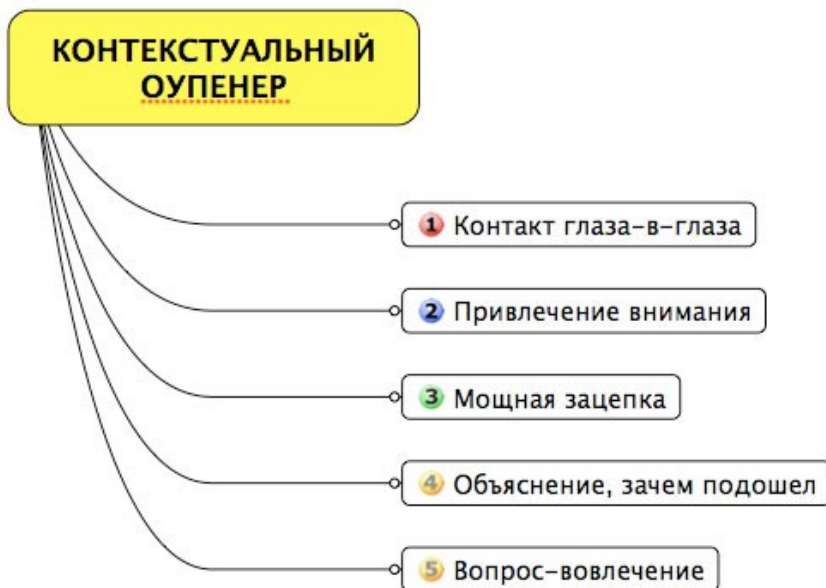 КОНТЕКСТУАЛЬНЫЙ
ОУПЕНЕР
1 Контакт глаза-в-глаза
2 Привлечение внимания
3 Мощная зацепка
4 Объяснение, зачем подошел
5 Вопрос-вовлечение